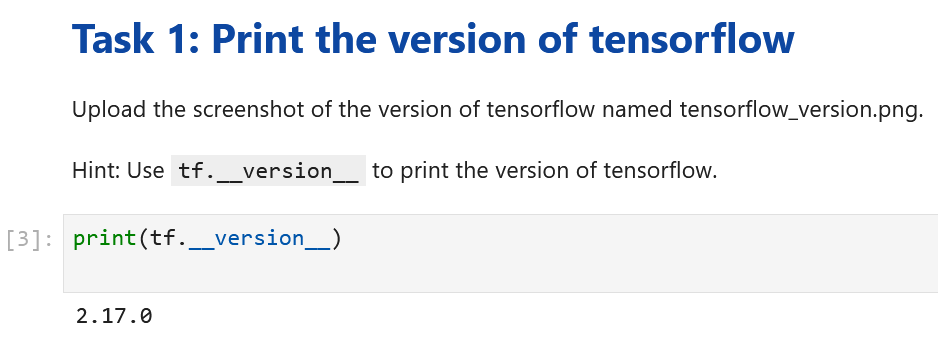 Task 1: Print the version of tensorflow
Upload the screenshot of the version of tensorflow named tensorflow_version.png.
Hint: Use tf.__version__ to print the version of tensorflow.
[3]: print(tf.__version__)
2.17.0